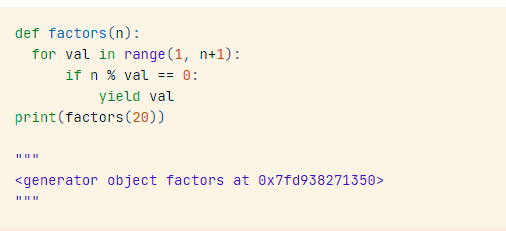 def factors(n):
  for val in range(1, n+1):
      if n % val == 0:
          yield val
print(factors(20))

"""
<generator object factors at 0x7fd938271350>
"""